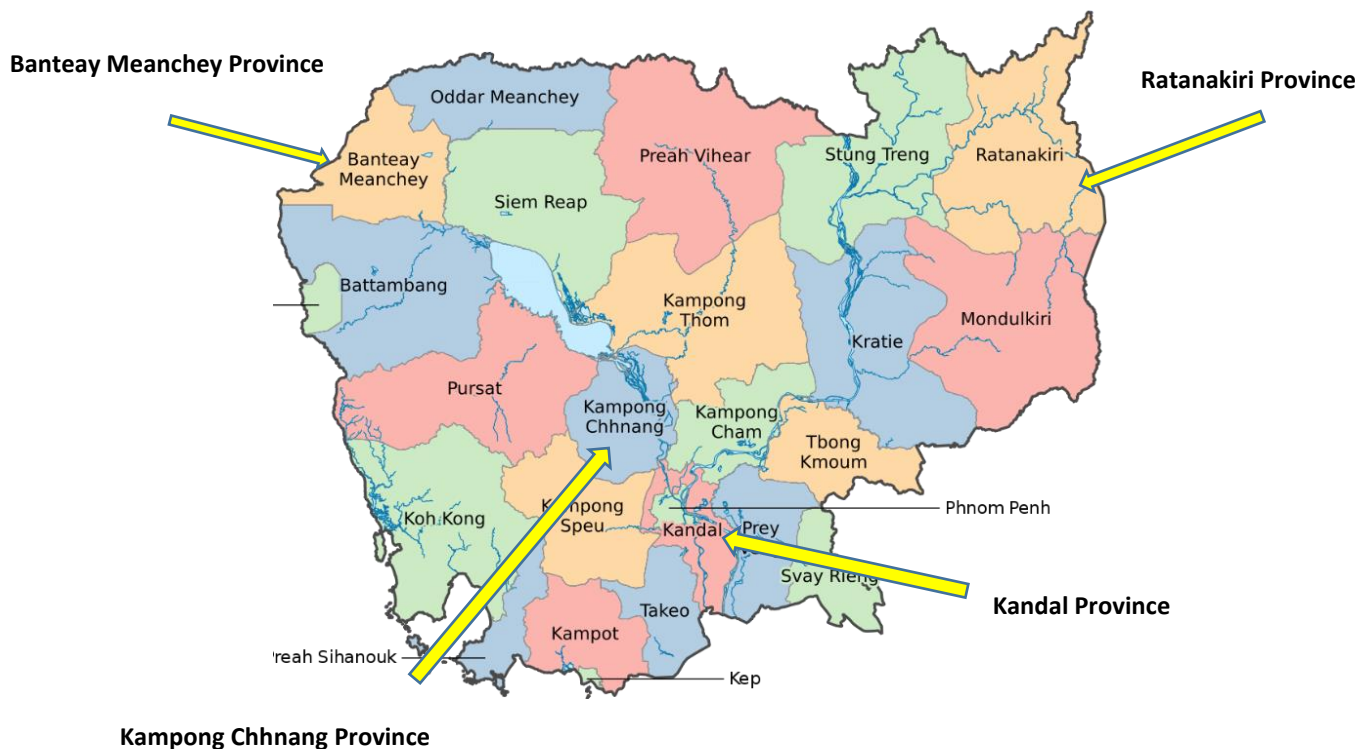 Banteay Meanchey Province
Ratanakiri Province
Oddar Meanchey
Banteay
Meanchey
Preah Vihear
Stung Treng
Ratanakiri
Siem Reap
Battambang
Kampong
Thom
Mondulkiri
Kratie
Pursat
Kampong
Chhnang
Kampong
Cham
Tbong
Kmoum
Koh Kong
Speu
Phnom Penh
Kandal
Prey
Svay Rieng
Kandal Province
Takeo
Kampot
Preah Sihanouk
Kep
Kampong Chhnang Province